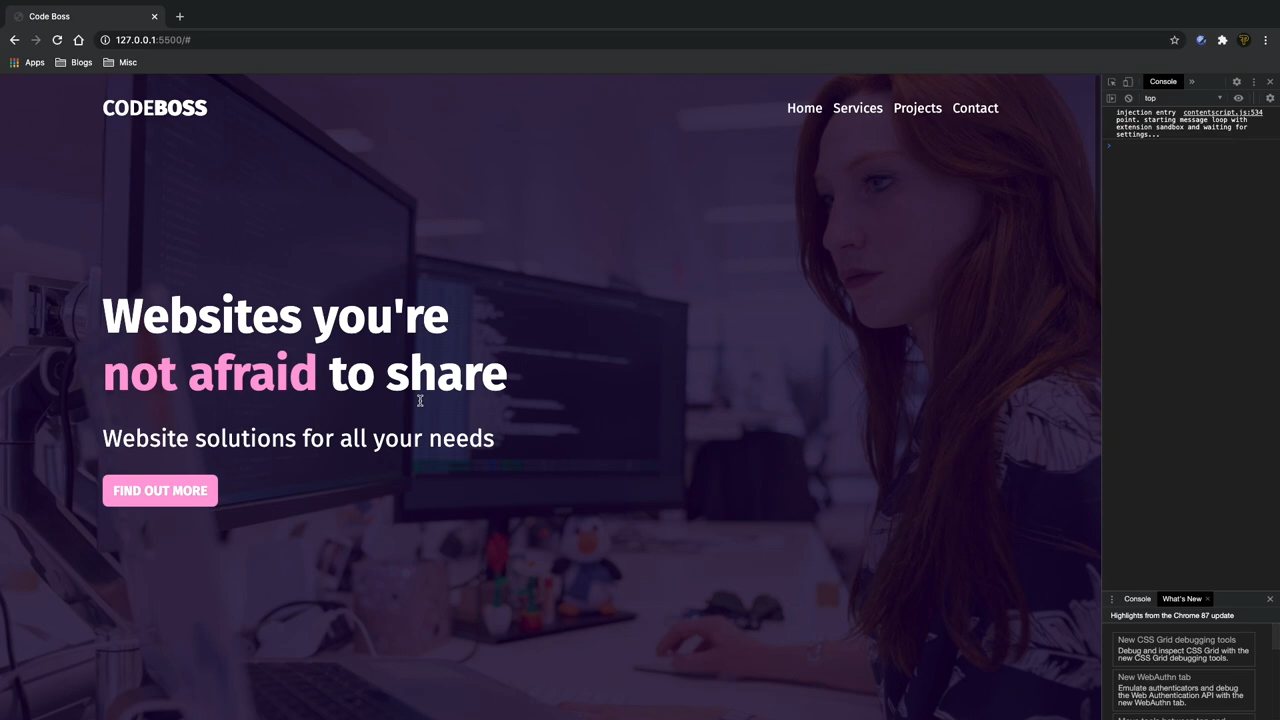 Code Boss
127.0.0.1:5500/#
Apps
Blogs
Misc
CODEBOSS
Home
Services
Projects
Contact
Websites you're
not afraid to share
Website solutions for all your needs
FIND OUT MORE
Console
top
injection entry contentscript.js:534
point. starting message loop with
extension sandbox and waiting for
settings...
Console
What's New
Highlights from the Chrome 87 update
New CSS Grid debugging tools
Debug and inspect CSS Grid with the
new CSS Grid debugging tools.
New WebAuthn tab
Emulate authenticators and debug
the Web Authentication API with the
new WebAuthn tab.